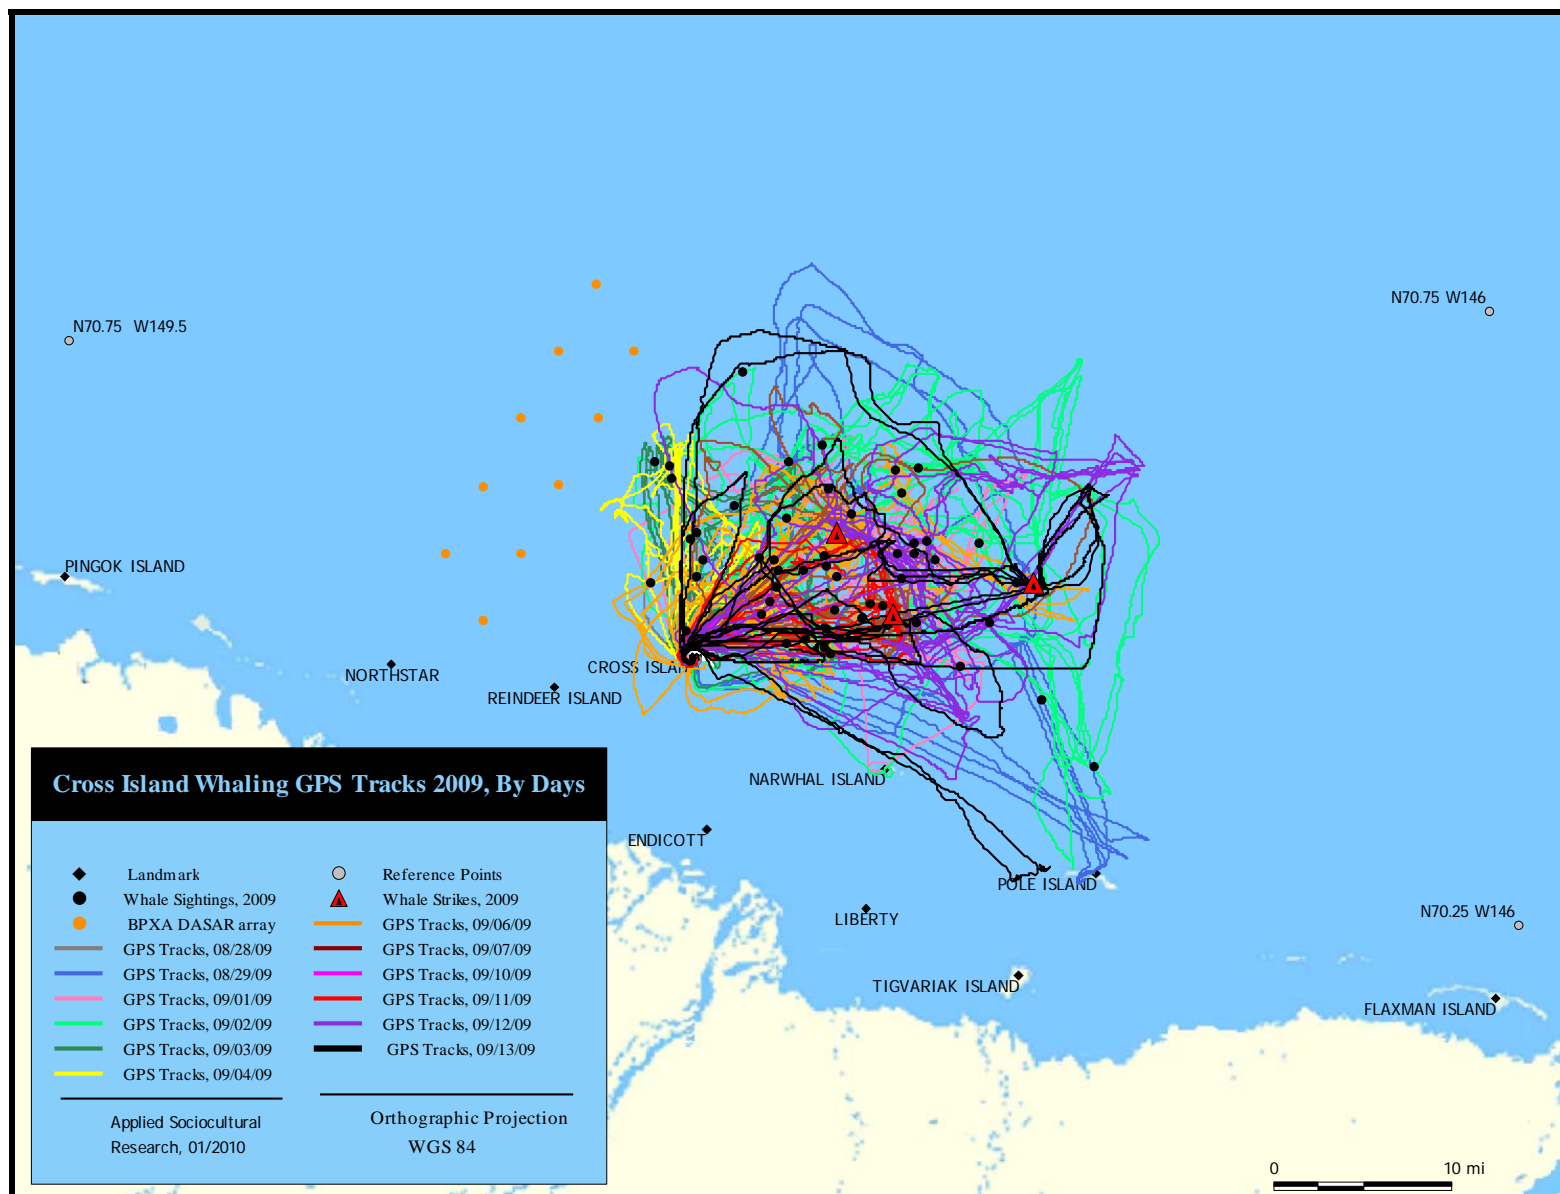 N70.75 W146
N70.75 W149.5
PINGOK ISLAND
NORTHSTAR
CROSS ISLAN
REINDEER ISLAND
NARWHAL ISLAND
ENDICOTT
POLE ISLAND
LIBERTY
N70.25 W146
TIGVARIAK ISLAND
FLAXMAN ISLAND
Cross Island Whaling GPS Tracks 2009, By Days
Landmark
Whale Sightings, 2009
BPXA DASAR array
GPS Tracks, 08/28/09
GPS Tracks, 08/29/09
GPS Tracks, 09/01/09
GPS Tracks, 09/02/09
GPS Tracks, 09/03/09
GPS Tracks, 09/04/09
Reference Points
Whale Strikes, 2009
GPS Tracks, 09/06/09
GPS Tracks, 09/07/09
GPS Tracks, 09/10/09
GPS Tracks, 09/11/09
GPS Tracks, 09/12/09
GPS Tracks, 09/13/09
Applied Sociocultural
Research, 01/2010
Orthographic Projection
WGS 84
0 10 mi